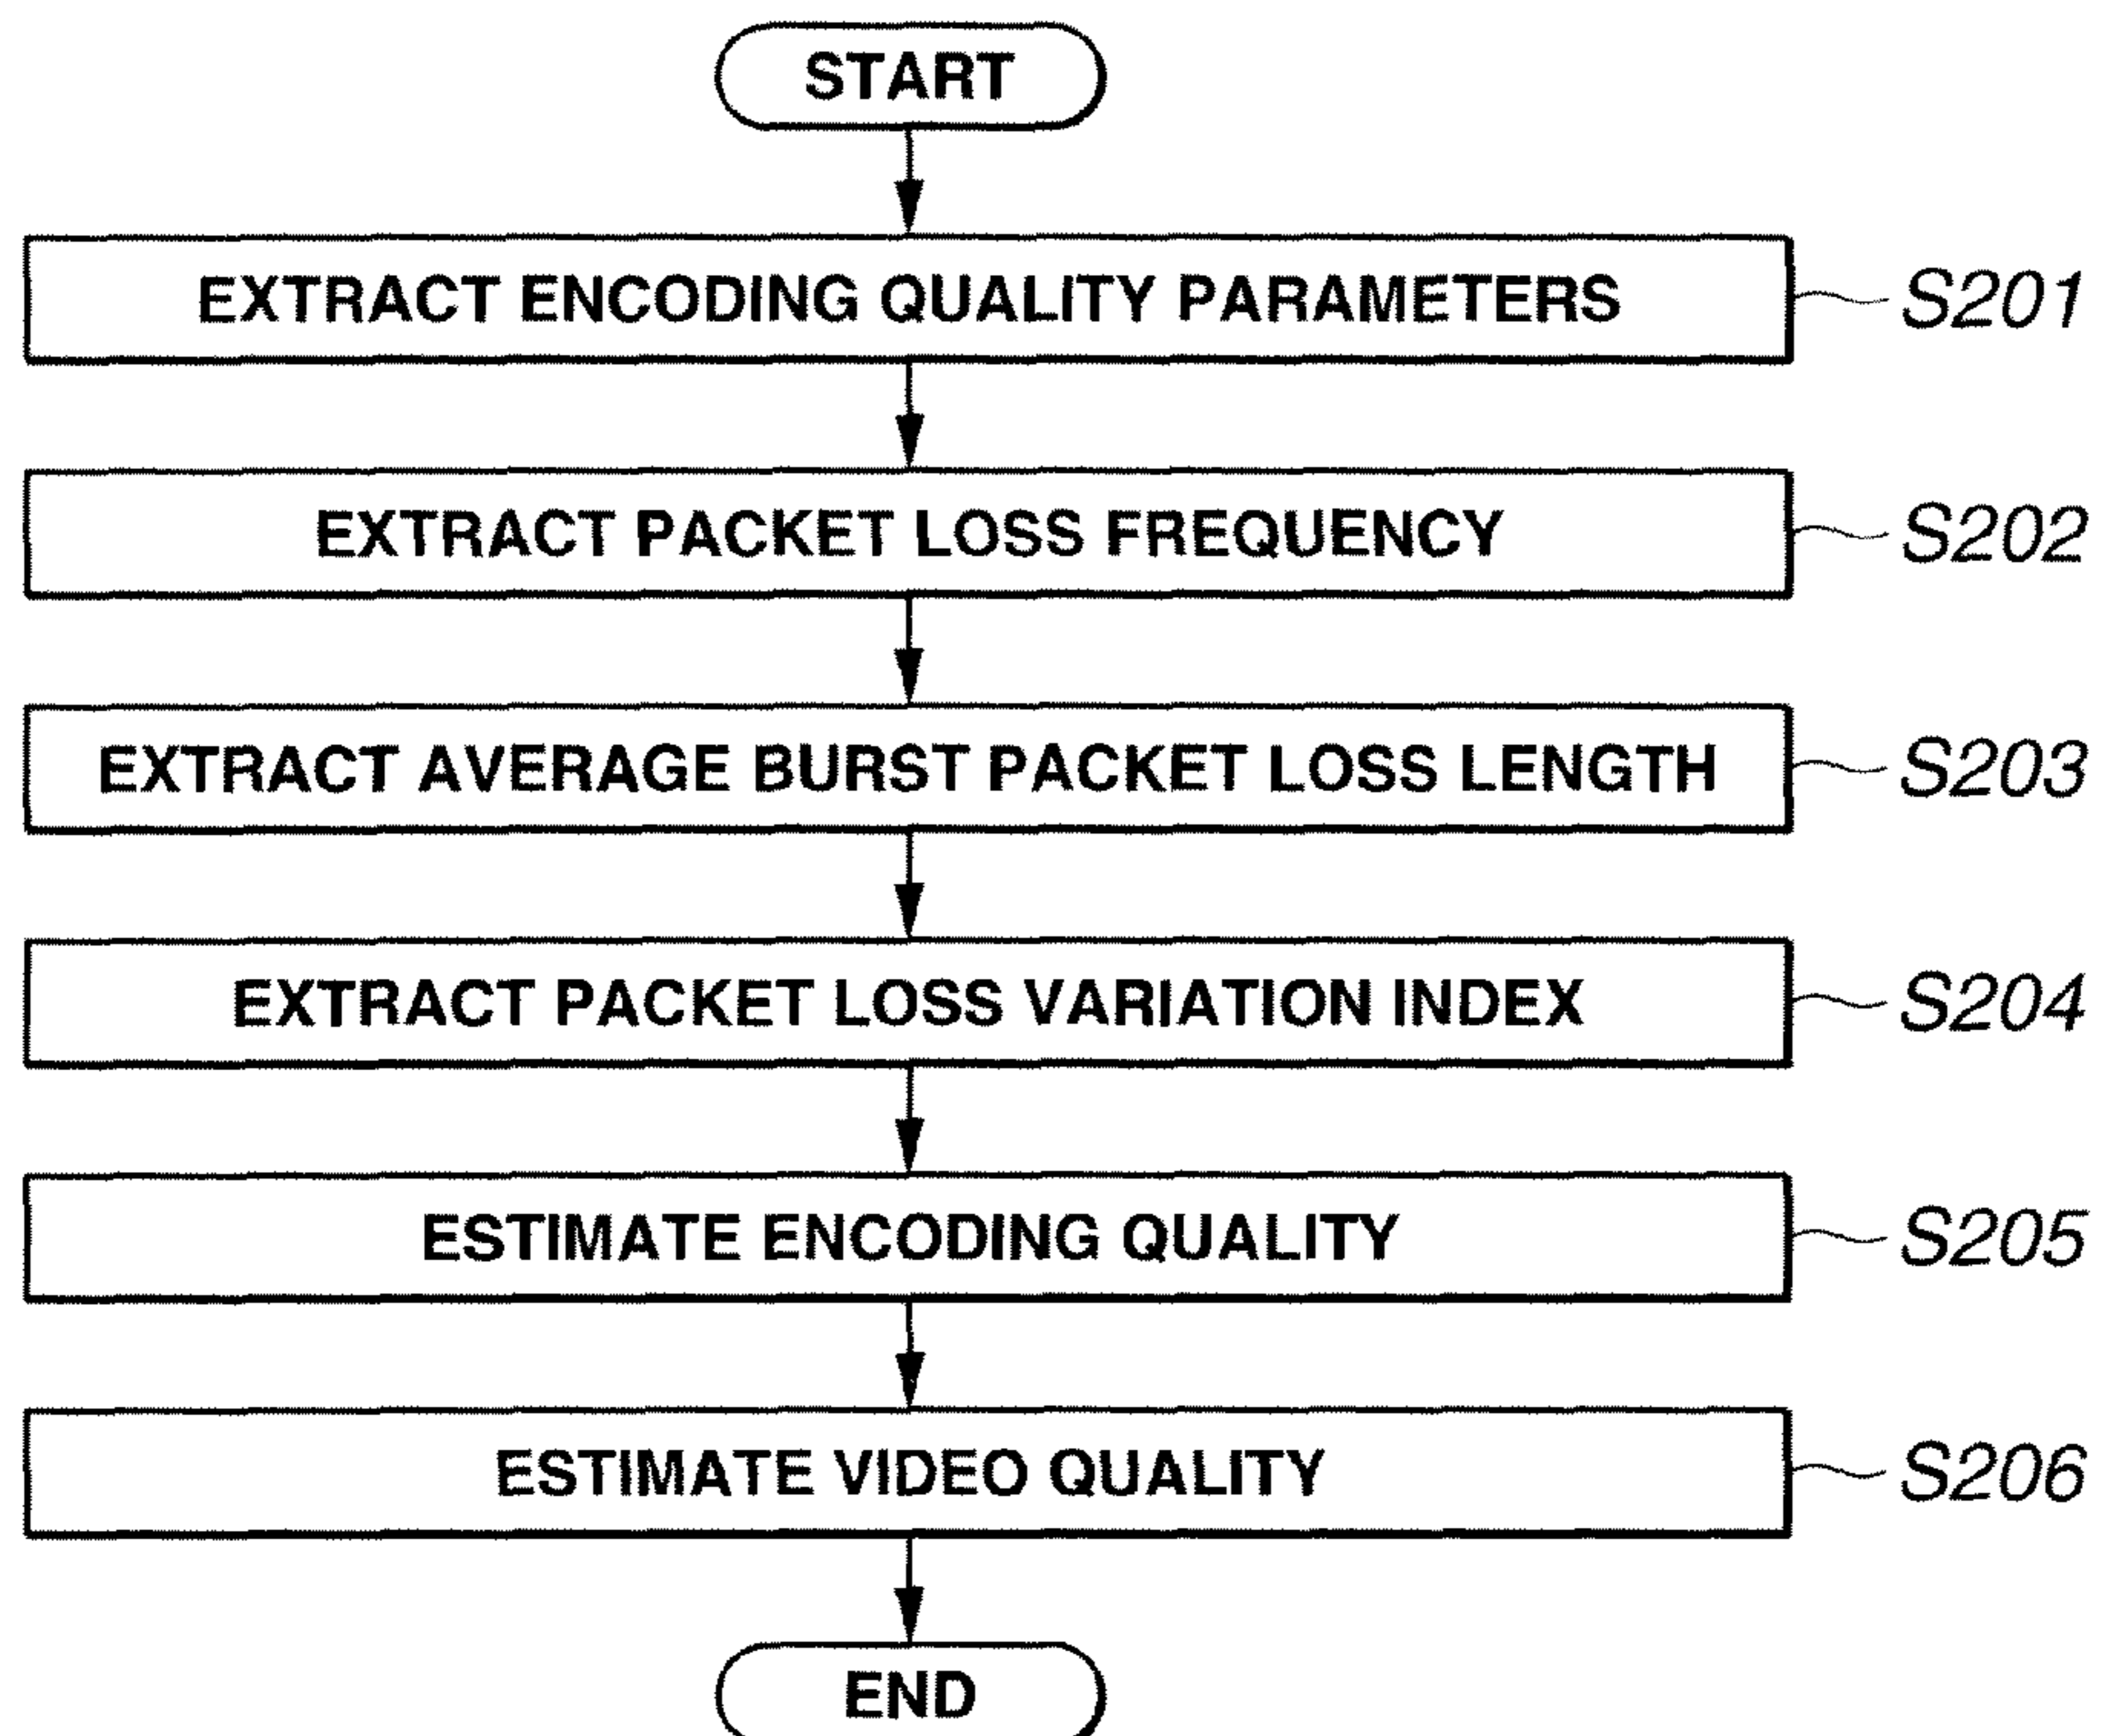 START
EXTRACT ENCODING QUALITY PARAMETERS S201
EXTRACT PACKET LOSS FREQUENCY S202
EXTRACT AVERAGE BURST PACKET LOSS LENGTH S203
EXTRACT PACKET LOSS VARIATION INDEX S204
ESTIMATE ENCODING QUALITY S205
ESTIMATE VIDEO QUALITY S206
END